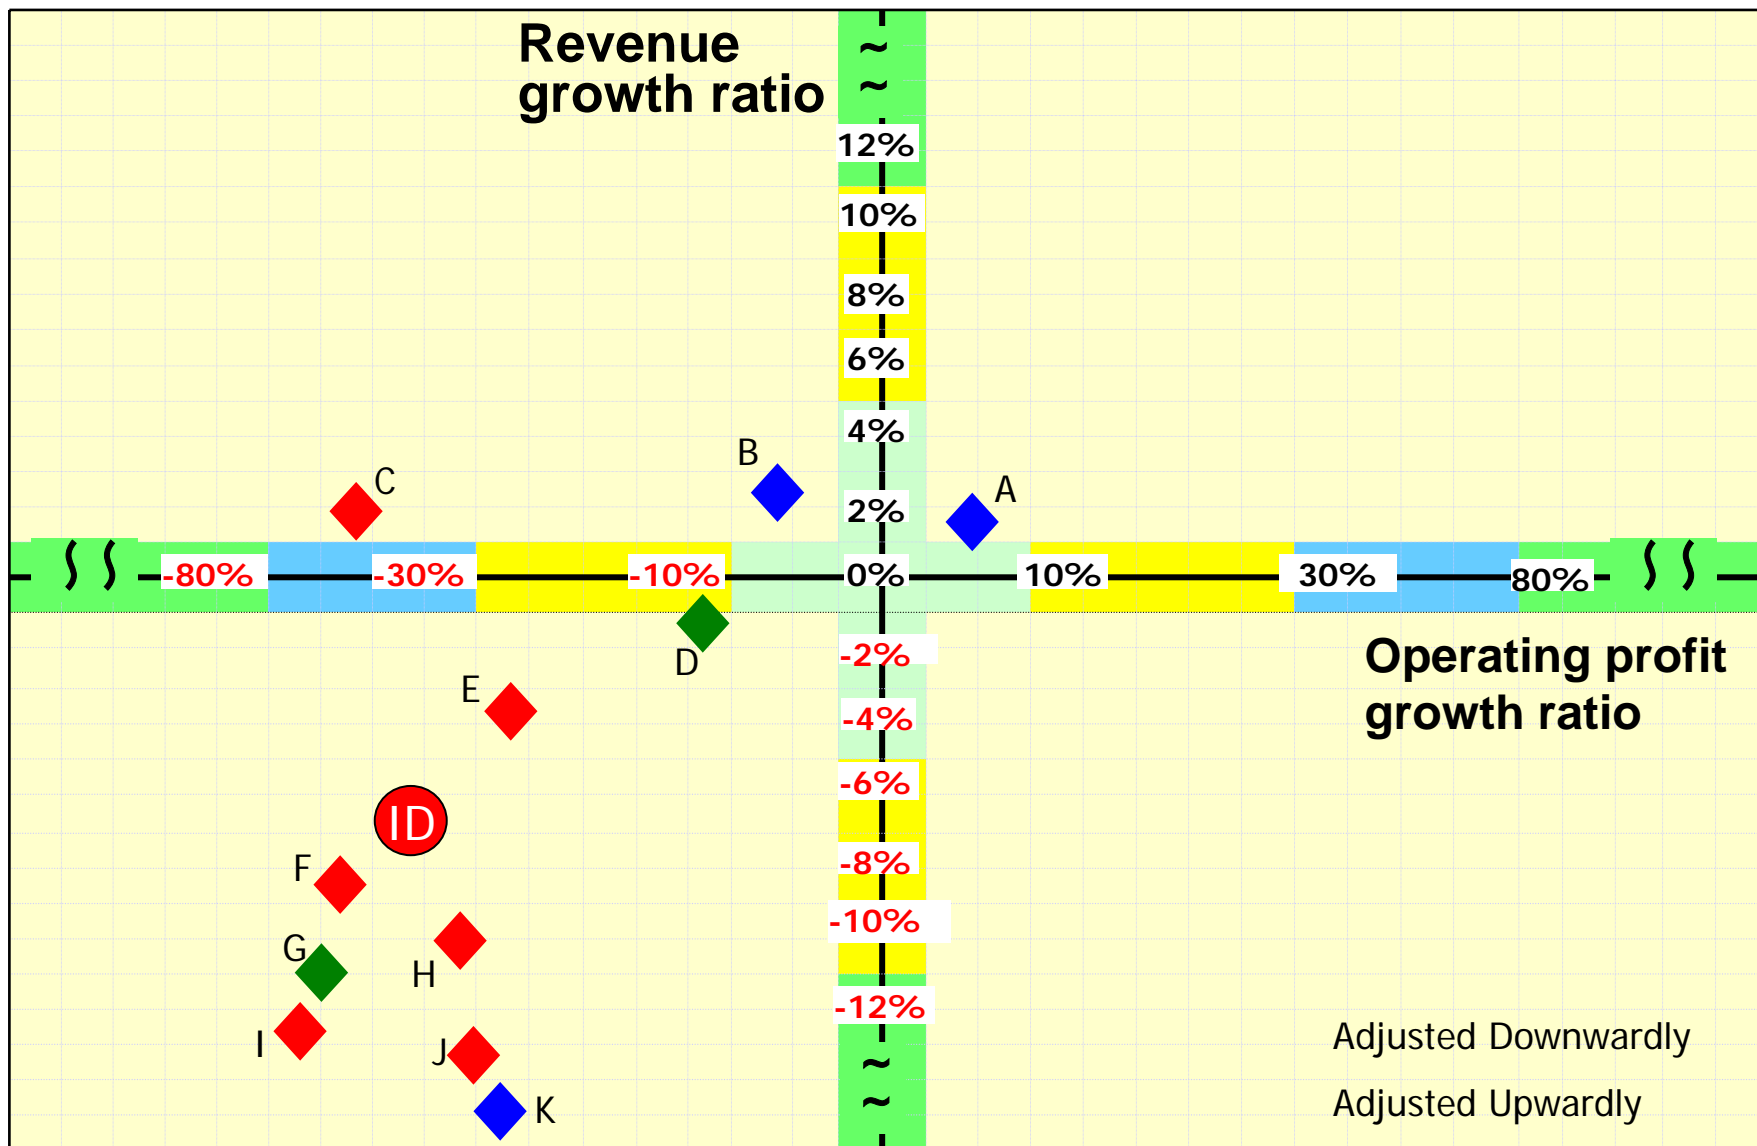 Revenue
growth ratio
~
~
12%
10%
8%
6%
4%
B
C
A
2%
-80%
-30%
-10%
0%
10%
30%
80%
D
-2%
Operating profit
growth ratio
E
-4%
-6%
ID
F
-8%
-10%
G
H
-12%
I
J
Adjusted Downwardly
~
~
K
Adjusted Upwardly